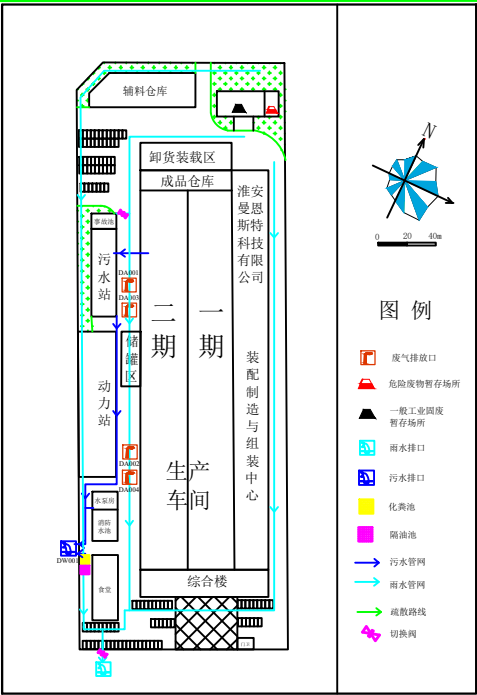 辅料仓库
卸货装载区
成品仓库
淮安
曼恩
斯特
科技
有限
公司
事故池
污水站
DA001
DA003
二期
一期
储罐区
动力站
装配制造与组装中心
DA002
DA004
生产
车间
水泵房
消防
水池
DW001
食堂
综合楼
门卫
N
0 20 40m
图例
废气排放口
危险废物暂存场所
一般工业固废
暂存场所
雨水排口
污水排口
化粪池
隔油池
污水管网
雨水管网
疏散路线
切换阀